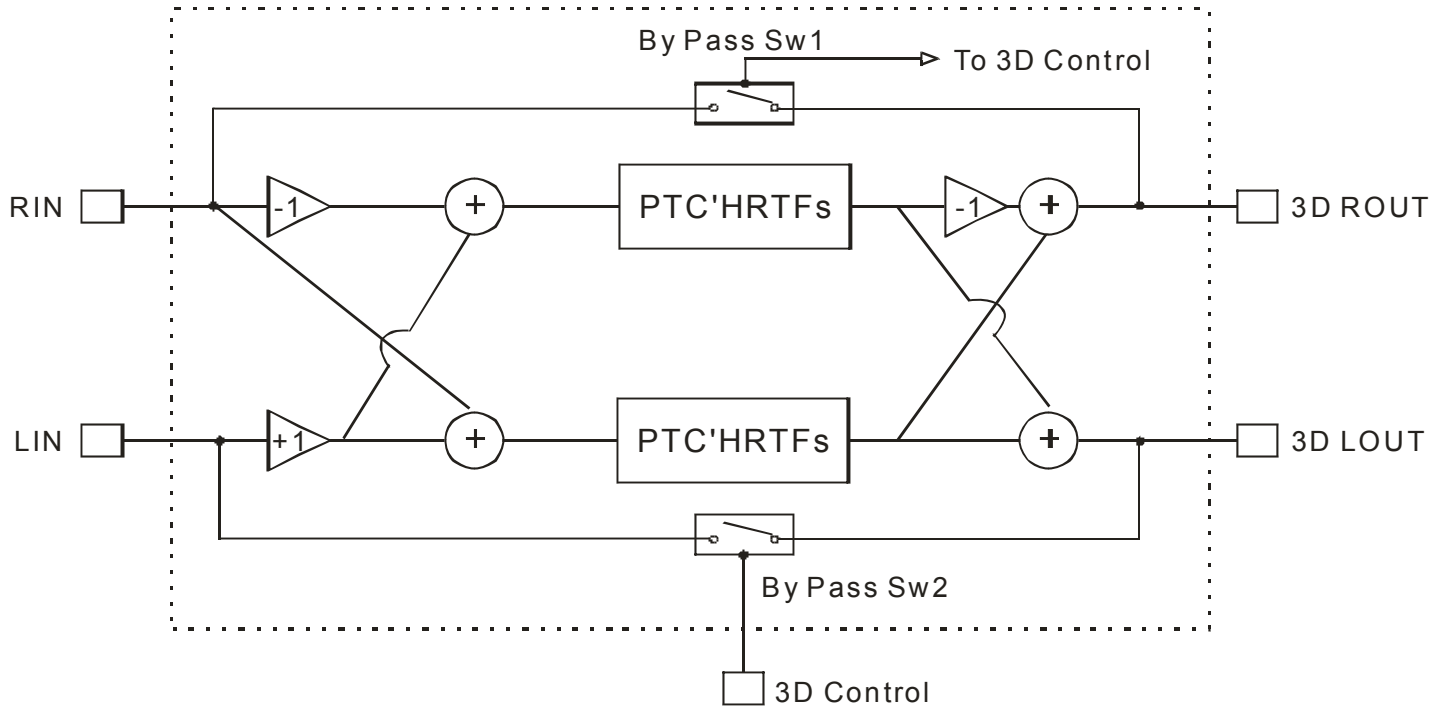 By Pass Sw1
To 3D Control
RIN
-1
+
PTC'HRTFs
-1
+
3D ROUT
LIN
+1
+
PTC'HRTFs
+
3D LOUT
By Pass Sw2
3D Control